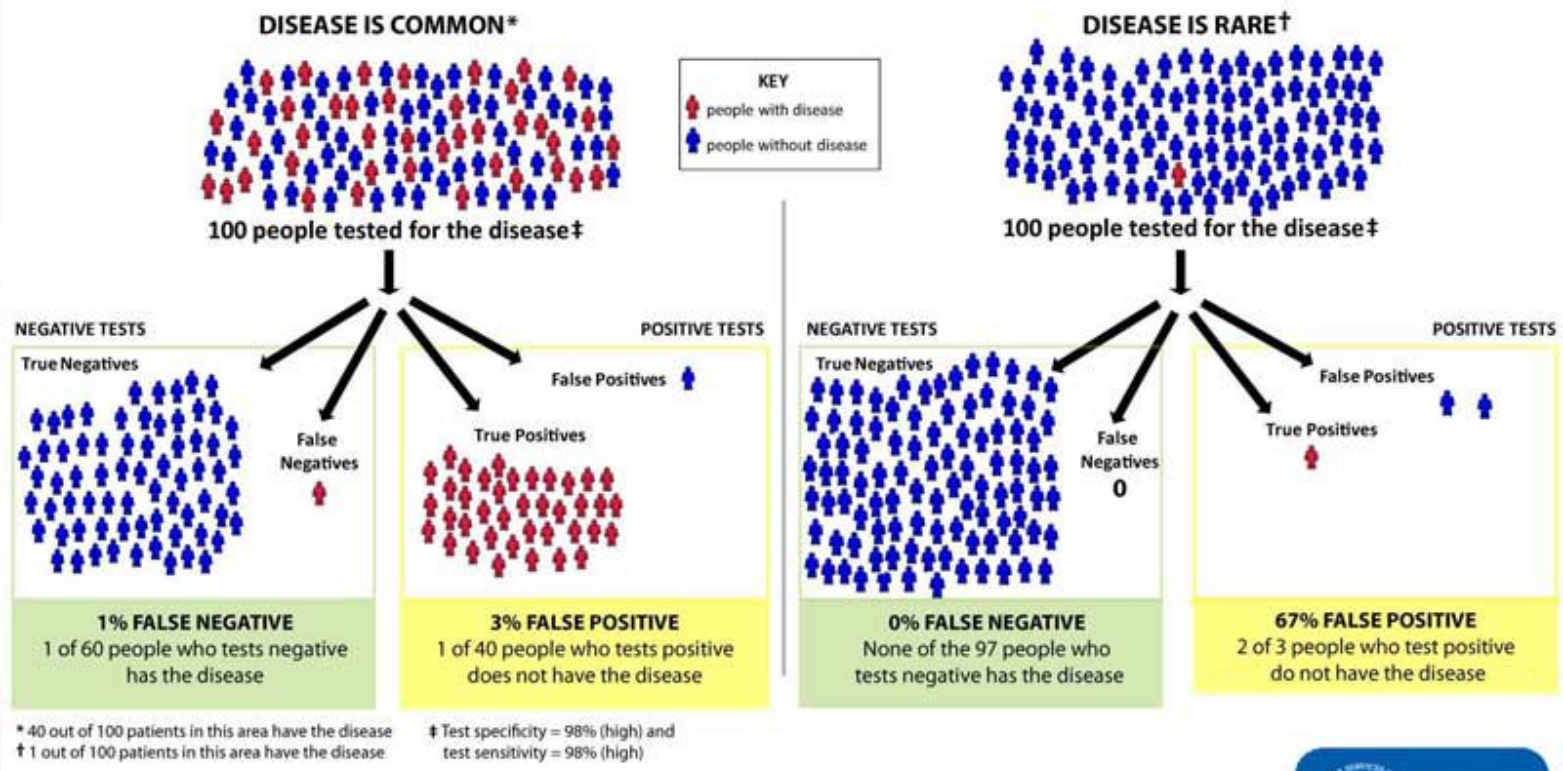 DISEASE IS COMMON*
100 people tested for the disease‡
KEY
people with disease
people without disease
DISEASE IS RARE†
100 people tested for the disease‡
NEGATIVE TESTS
True Negatives
False
Negatives
POSITIVE TESTS
False Positives
True Positives
1% FALSE NEGATIVE
1 of 60 people who tests negative
has the disease
3% FALSE POSITIVE
1 of 40 people who tests positive
does not have the disease
NEGATIVE TESTS
True Negatives
False
Negatives
0
POSITIVE TESTS
False Positives
True Positives
0% FALSE NEGATIVE
None of the 97 people who
tests negative has the disease
67% FALSE POSITIVE
2 of 3 people who test positive
do not have the disease
* 40 out of 100 patients in this area have the disease
† 1 out of 100 patients in this area have the disease
‡ Test specificity = 98% (high) and
test sensitivity = 98% (high)